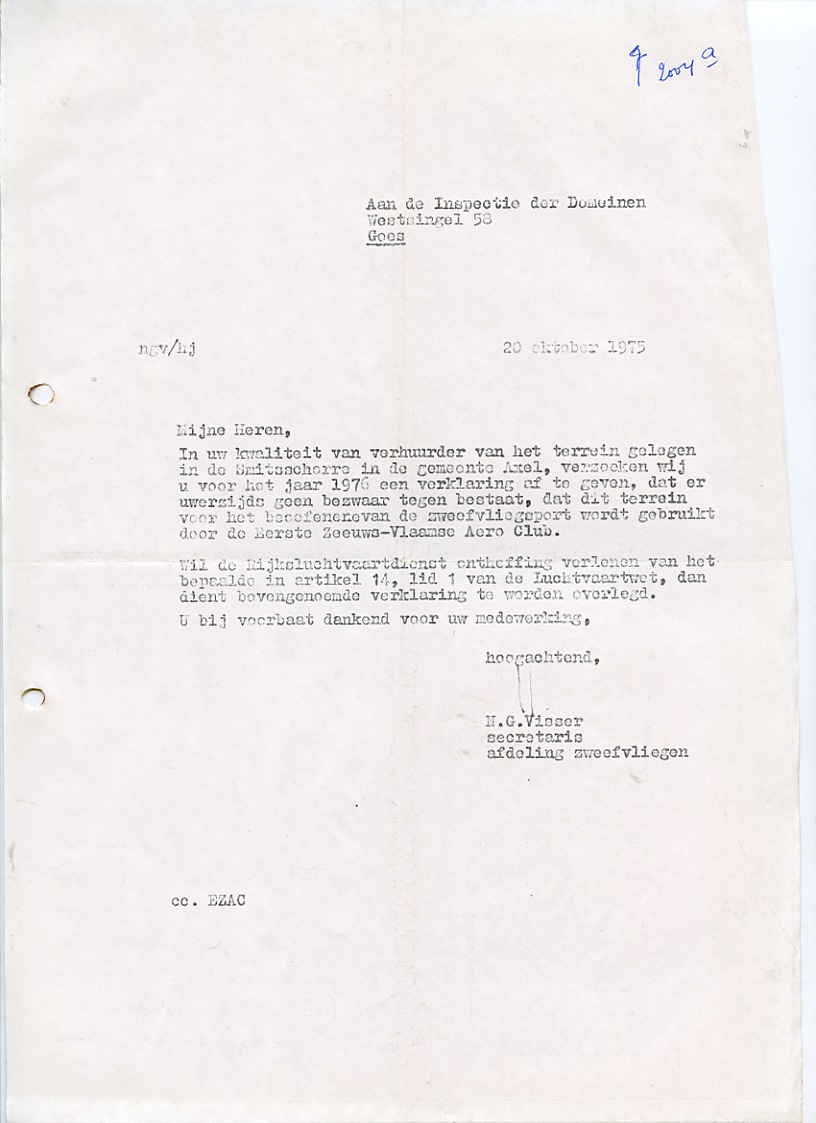 2004 a
Aan de Inspectie der Domeinen
Westsingel 58
Goes
ngv/hj 20 oktober 1975
Mijne Heren,
In uw kwaliteit van verhuurder van het terrein gelegen
in de Smitsschorre in de gemeente Axel, verzoeken wij
u voor het jaar 1976 een verklaring af te geven, dat er
uwerzijds geen bezwaar tegen bestaat, dat dit terrein
voor het beoefenenevan de zweefvliegsport wordt gebruikt
door de Eerste Zeeuws-Vlaamse Aero Club.
Wil de Rijksluchtvaartdienst ontheffing verlenen van het
bepaalde in artikel 14, lid 1 van de Luchtvaartwet, dan
dient bovengenoemde verklaring te worden overlegd.
U bij voorbaat dankend voor uw medewerking,
hoogachtend,
N.G.Visser
secretaris
afdeling zweefvliegen
cc. EZAC